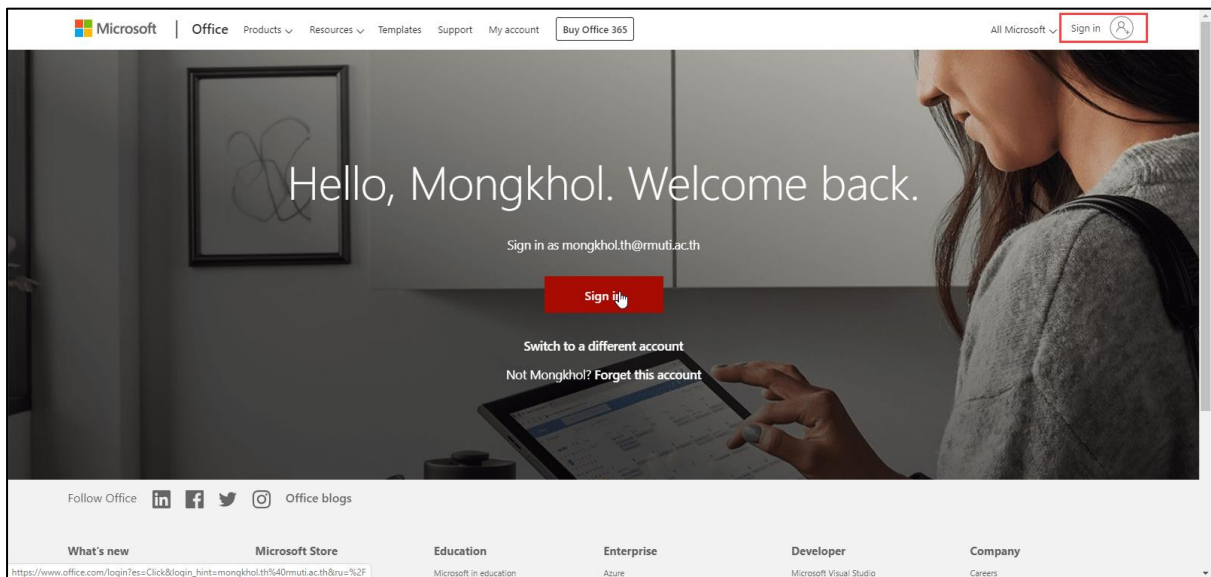 Microsoft Office Products Resources Templates Support My account Buy Office 365 All Microsoft Sign in
Hello, Mongkhol. Welcome back.
Sign in as mongkhol.th@rmuti.ac.th
Sign in
Switch to a different account
Not Mongkhol? Forget this account
Follow Office Office blogs
What's new Microsoft Store Education Enterprise Developer Company
https://www.office.com/login?es=Click&login_hint=mongkhol.th%40rmuti.ac.th&ru=%2F Microsoft in education Azure Microsoft Visual Studio Careers